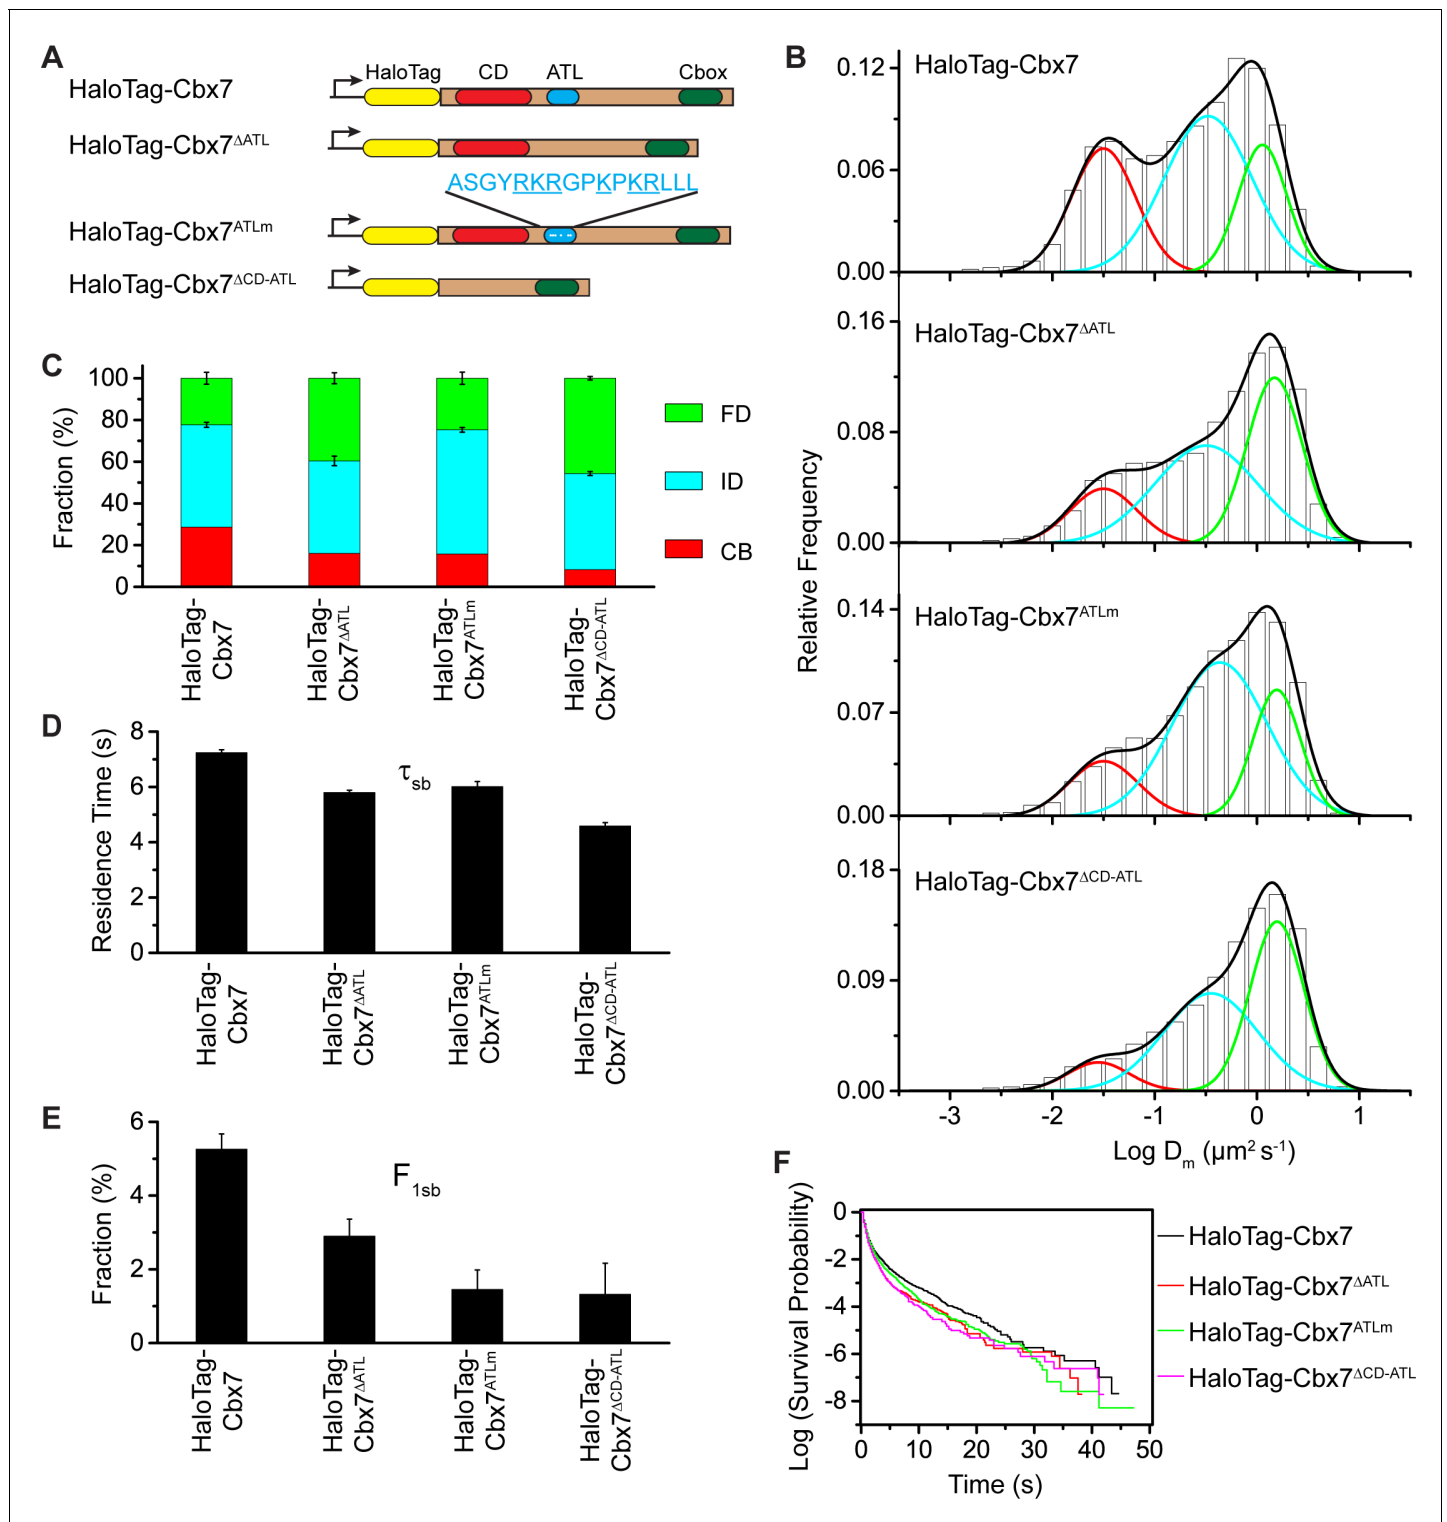 A
HaloTag CD ATL Cbox
HaloTag-Cbx7
HaloTag-Cbx7ΔATL
ASGYRKRGPKPKRLLL
HaloTag-Cbx7ATLm
HaloTag-Cbx7ΔCD-ATL
B
HaloTag-Cbx7
0.12
0.06
0.00
HaloTag-Cbx7ΔATL
0.16
0.08
0.00
HaloTag-Cbx7ATLm
0.14
0.07
0.00
HaloTag-Cbx7ΔCD-ATL
0.18
0.09
0.00
Relative Frequency
-3 -2 -1 0 1
Log Dm (µm2 s-1)
C
Fraction (%)
100
80
60
40
20
0
FD
ID
CB
HaloTag-
Cbx7
HaloTag-
Cbx7ΔATL
HaloTag-
Cbx7ATLm
HaloTag-
Cbx7ΔCD-ATL
D
Residence Time (s)
8
6
4
2
0
τsb
HaloTag-
Cbx7
HaloTag-
Cbx7ΔATL
HaloTag-
Cbx7ATLm
HaloTag-
Cbx7ΔCD-ATL
E
Fraction (%)
6
4
2
0
F1sb
HaloTag-
Cbx7
HaloTag-
Cbx7ΔATL
HaloTag-
Cbx7ATLm
HaloTag-
Cbx7ΔCD-ATL
F
Log (Survival Probability)
0
-2
-4
-6
-8
0 10 20 30 40 50
Time (s)
HaloTag-Cbx7
HaloTag-Cbx7ΔATL
HaloTag-Cbx7ATLm
HaloTag-Cbx7ΔCD-ATL